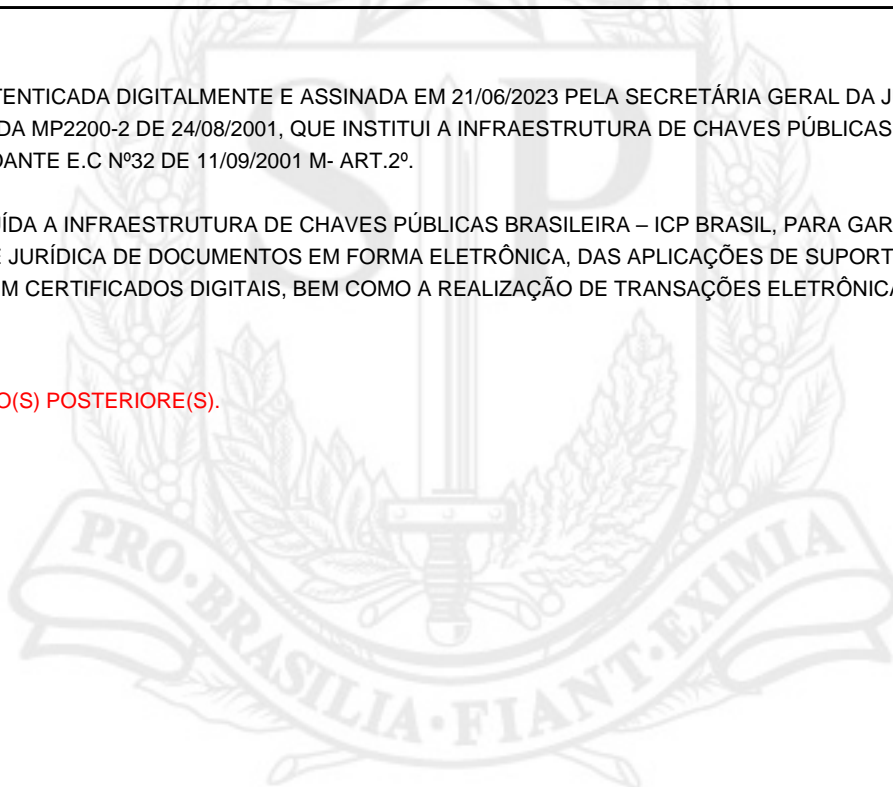 TENTICADA DIGITALMENTE E ASSINADA EM 21/06/2023 PELA SECRETÁRIA GERAL DA J
DA MP2200-2 DE 24/08/2001, QUE INSTITUI A INFRAESTRUTURA DE CHAVES PÚBLICAS
DANTE E.C Nº32 DE 11/09/2001 M- ART.2º.
UÍDA A INFRAESTRUTURA DE CHAVES PÚBLICAS BRASILEIRA – ICP BRASIL, PARA GAR
E JURÍDICA DE DOCUMENTOS EM FORMA ELETRÔNICA, DAS APLICAÇÕES DE SUPORT
EM CERTIFICADOS DIGITAIS, BEM COMO A REALIZAÇÃO DE TRANSAÇÕES ELETRÔNICA
O(S) POSTERIORE(S).
SP
PRO·BRASILIA·FIANT·EXIMIA